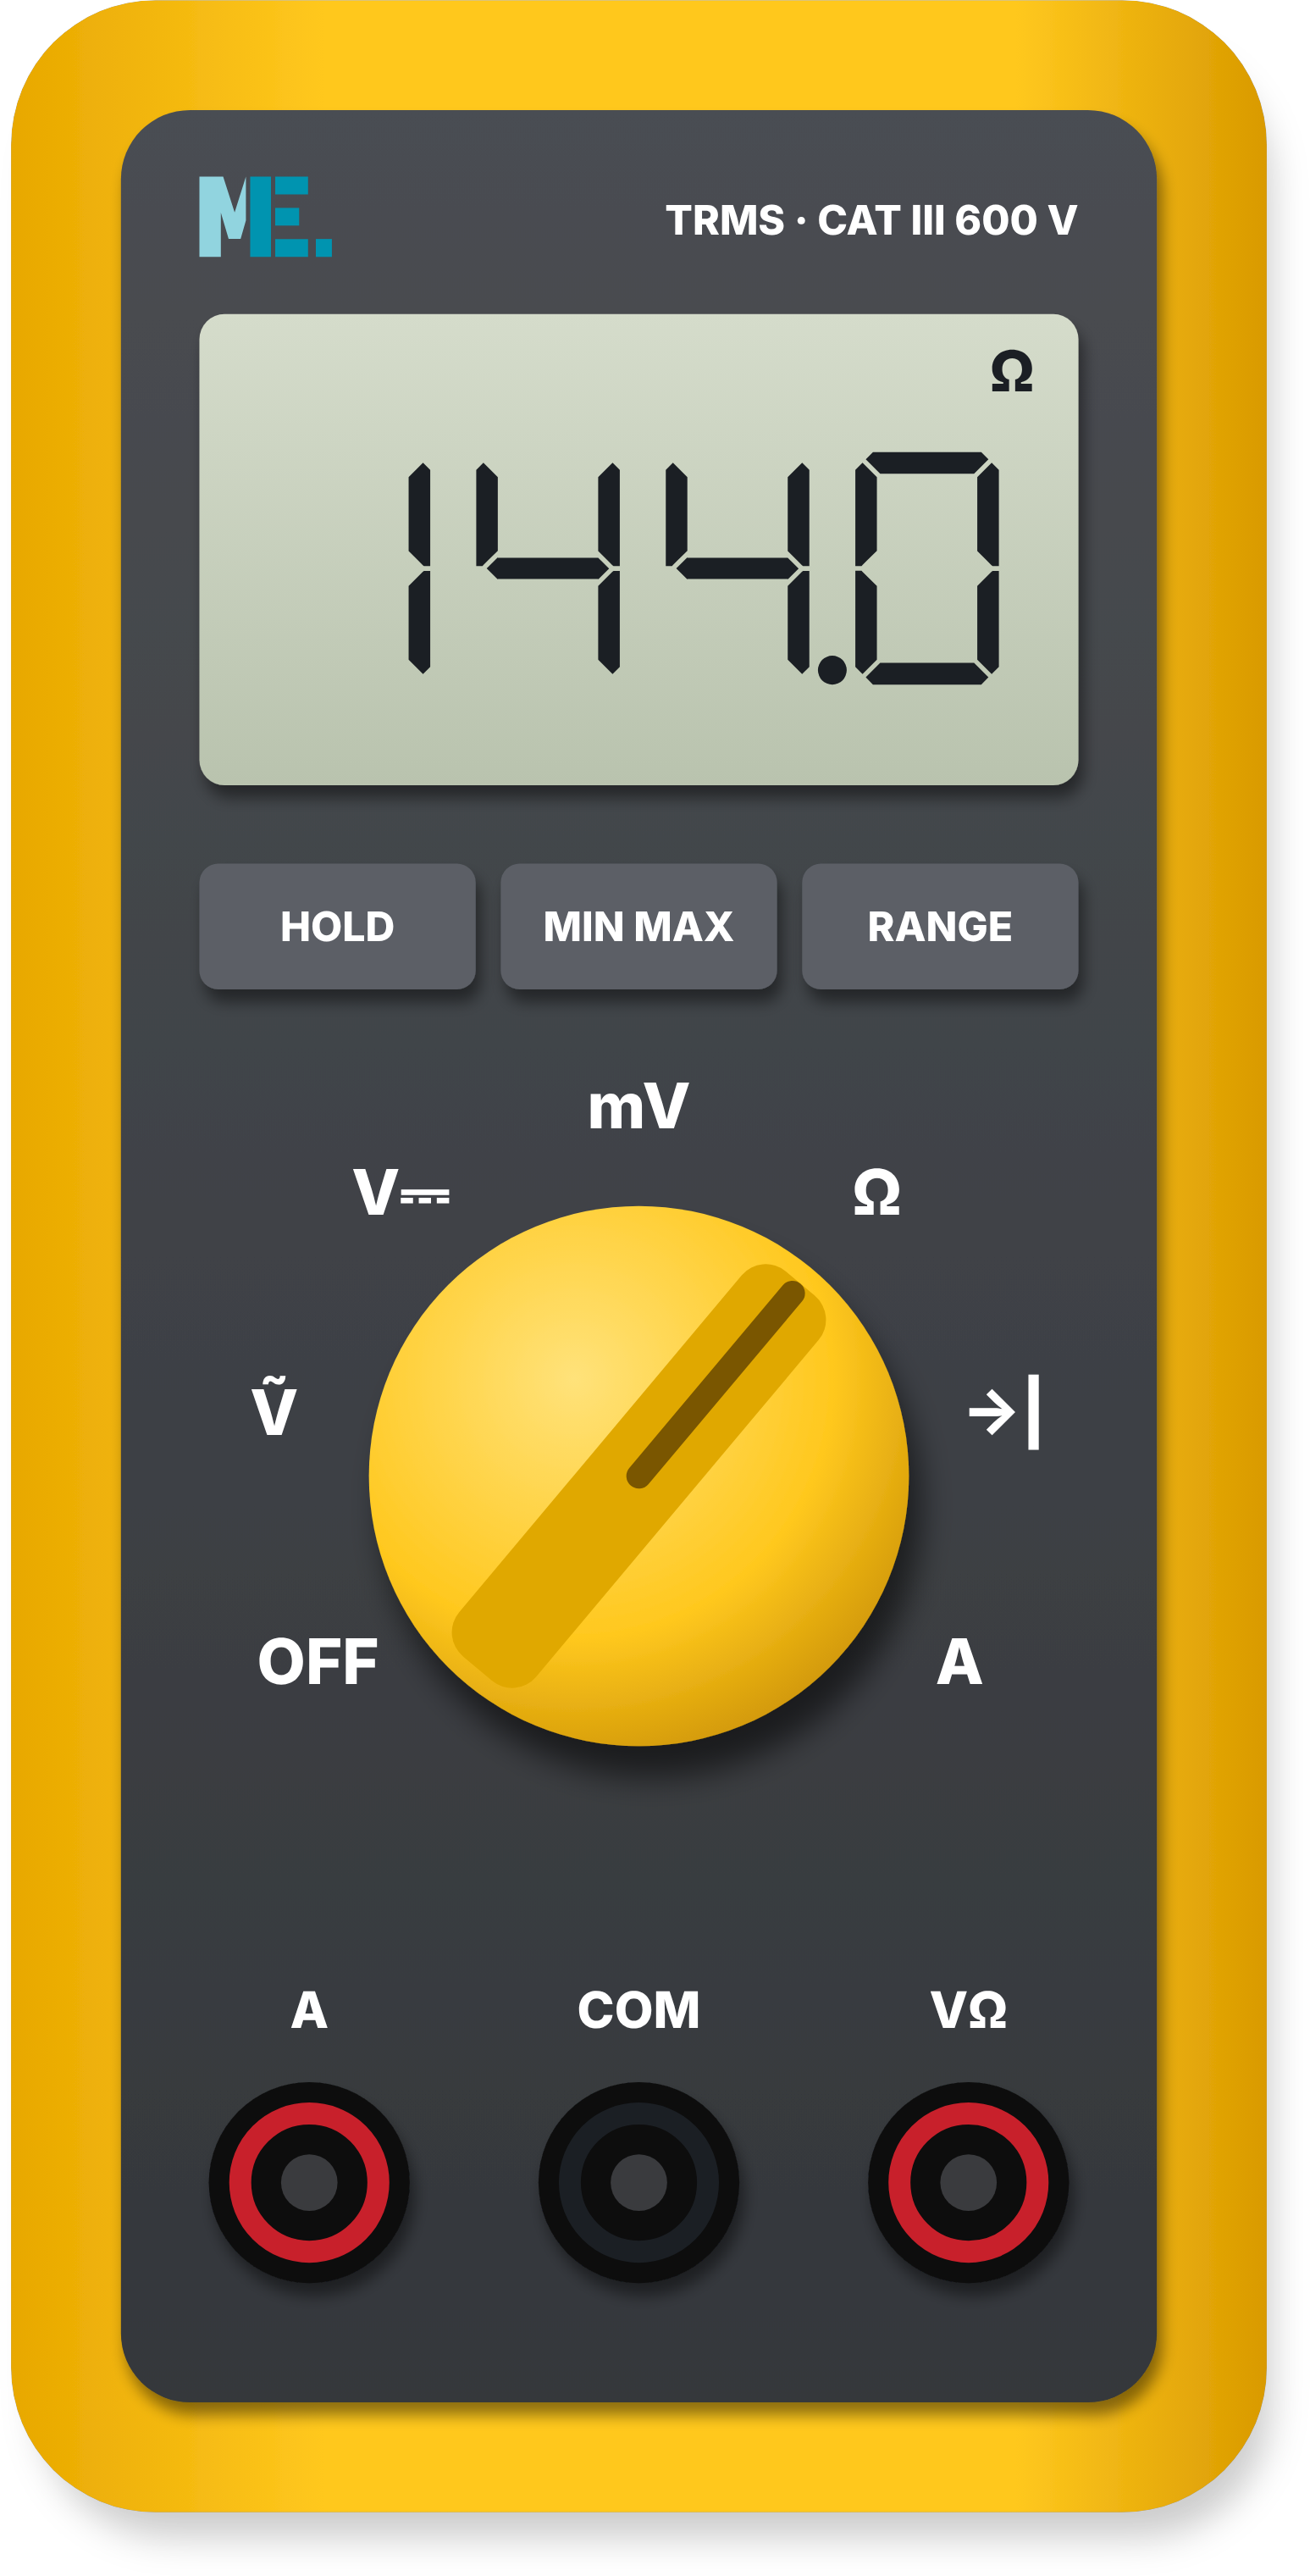 ME.
TRMS · CAT III 600 V
Ω
144.0
HOLD MIN MAX RANGE
mV
V⎓ Ω
Ṽ →|
OFF A
A COM VΩ